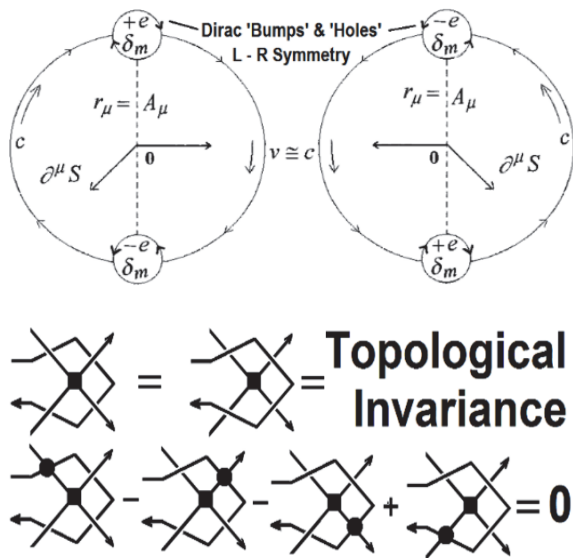 +e
δm
Dirac 'Bumps' & 'Holes'
L - R Symmetry
−e
δm
rμ = Aμ
rμ = Aμ
c
∂μS
0
v ≅ c
0
∂μS
c
−e
δm
+e
δm
= = Topological
Invariance
− − + = 0